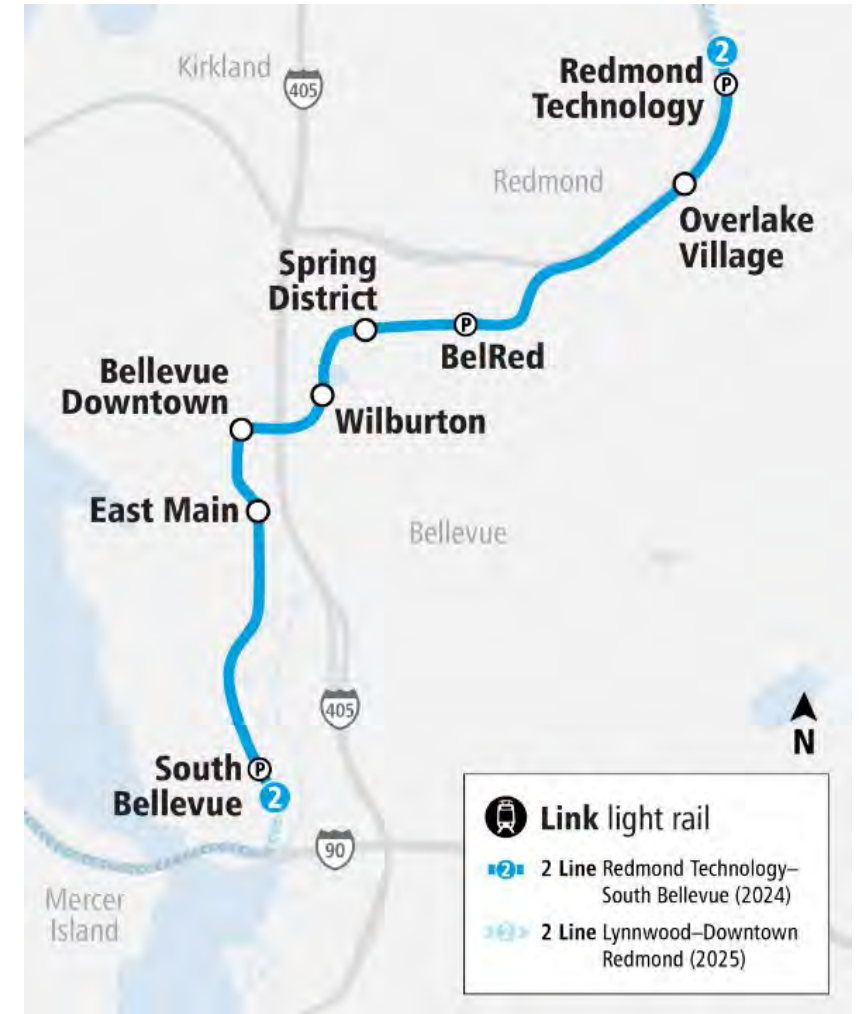 Kirkland
405
2
Redmond
Technology
P
Redmond
Overlake
Village
Spring
District
P
BelRed
Bellevue
Downtown
Wilburton
East Main
Bellevue
405
N
South
Bellevue
P
2
90
Mercer
Island
Link light rail
2 2 Line Redmond Technology–
South Bellevue (2024)
2 2 Line Lynnwood–Downtown
Redmond (2025)